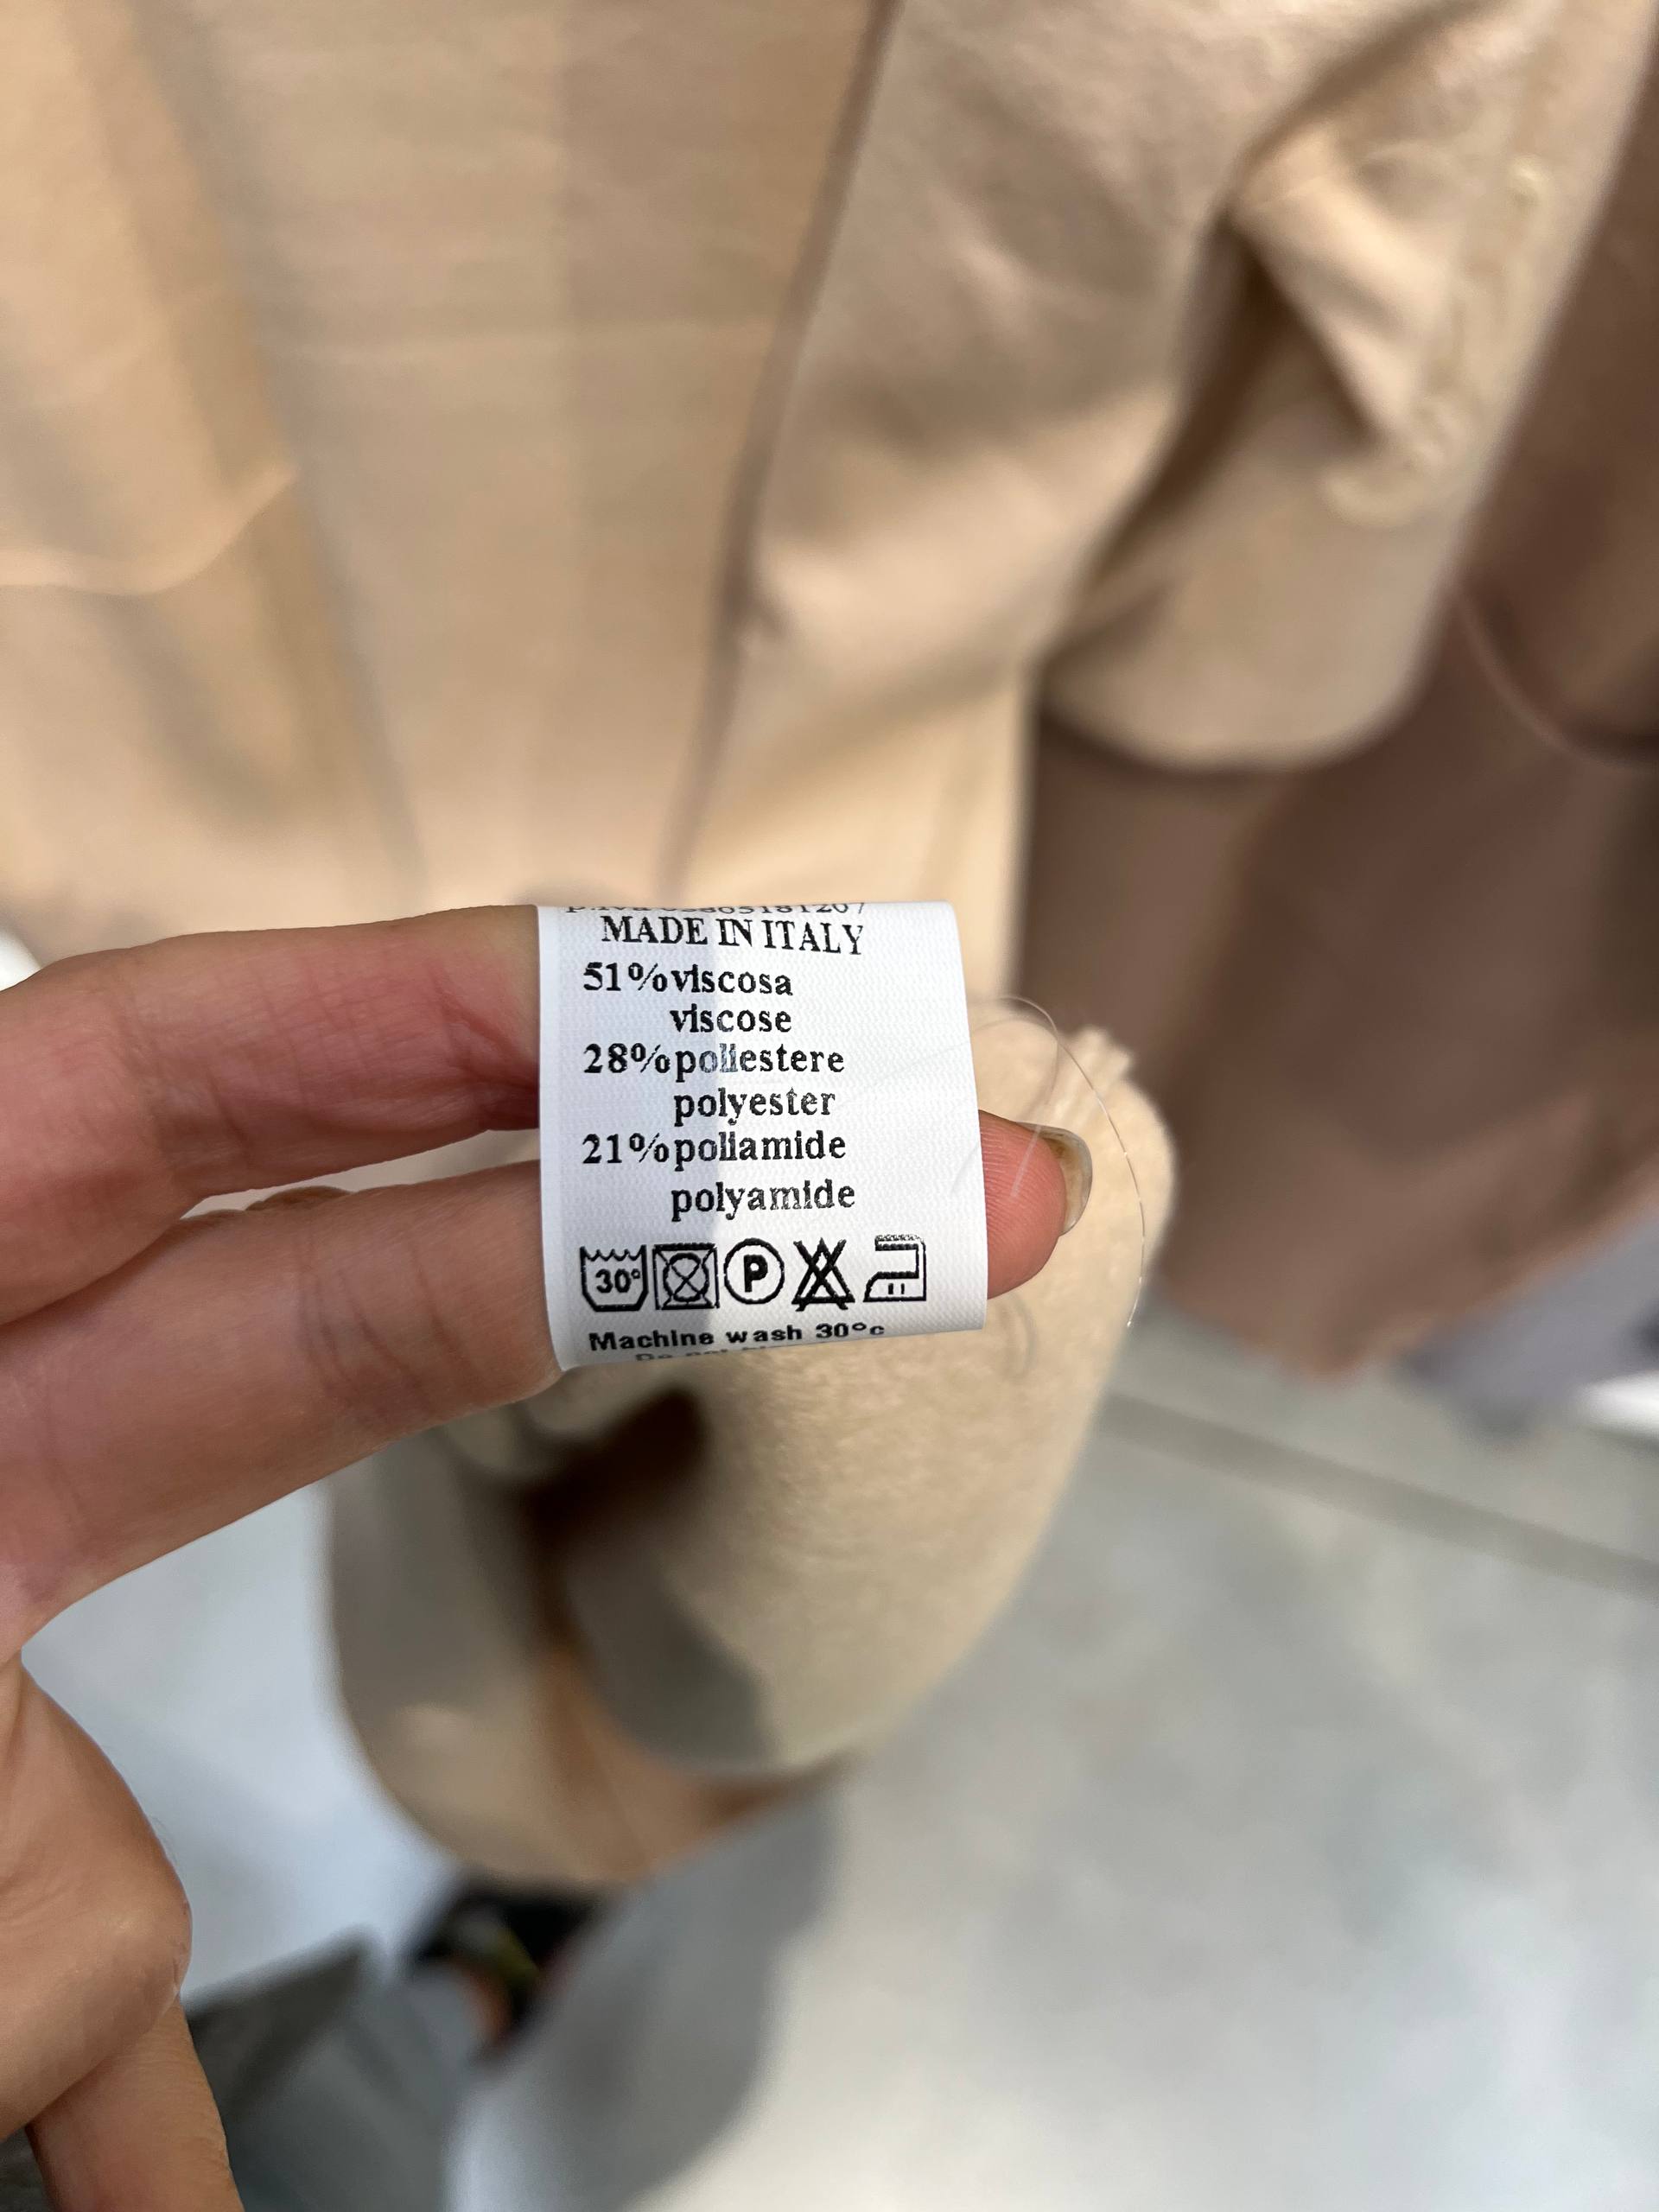 MADE IN ITALY
51% viscosa
viscose
28% poliestere
polyester
21% poliamide
polyamide
30° P
Machine wash 30°c